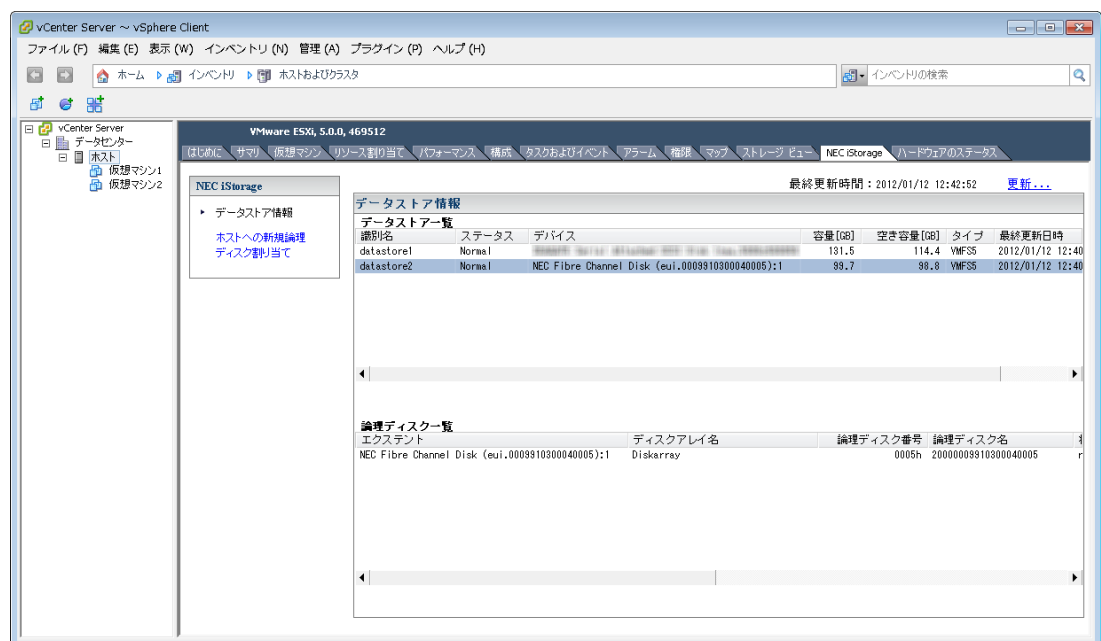 vCenter Server ～ vSphere Client
ファイル (F) 編集 (E) 表示 (W) インベントリ (N) 管理 (A) プラグイン (P) ヘルプ (H)
ホーム インベントリ ホストおよびクラスタ インベントリの検索
vCenter Server
データセンター
ホスト
仮想マシン1
仮想マシン2
VMware ESXi, 5.0.0, 469512
はじめに サマリ 仮想マシン リソース割り当て パフォーマンス 構成 タスクおよびイベント アラーム 権限 マップ ストレージ ビュー NEC iStorage ハードウェアのステータス
NEC iStorage
データストア情報
ホストへの新規論理
ディスク割り当て
最終更新時間：2012/01/12 12:42:52 更新...
データストア情報
データストア一覧
識別名 ステータス デバイス 容量[GB] 空き容量[GB] タイプ 最終更新日時
datastore1 Normal 131.5 114.4 VMFS5 2012/01/12 12:40
datastore2 Normal NEC Fibre Channel Disk (eui.0009910300040005):1 99.7 98.8 VMFS5 2012/01/12 12:40
論理ディスク一覧
エクステント ディスクアレイ名 論理ディスク番号 論理ディスク名
NEC Fibre Channel Disk (eui.0009910300040005):1 Diskarray 0005h 20000009910300040005 r